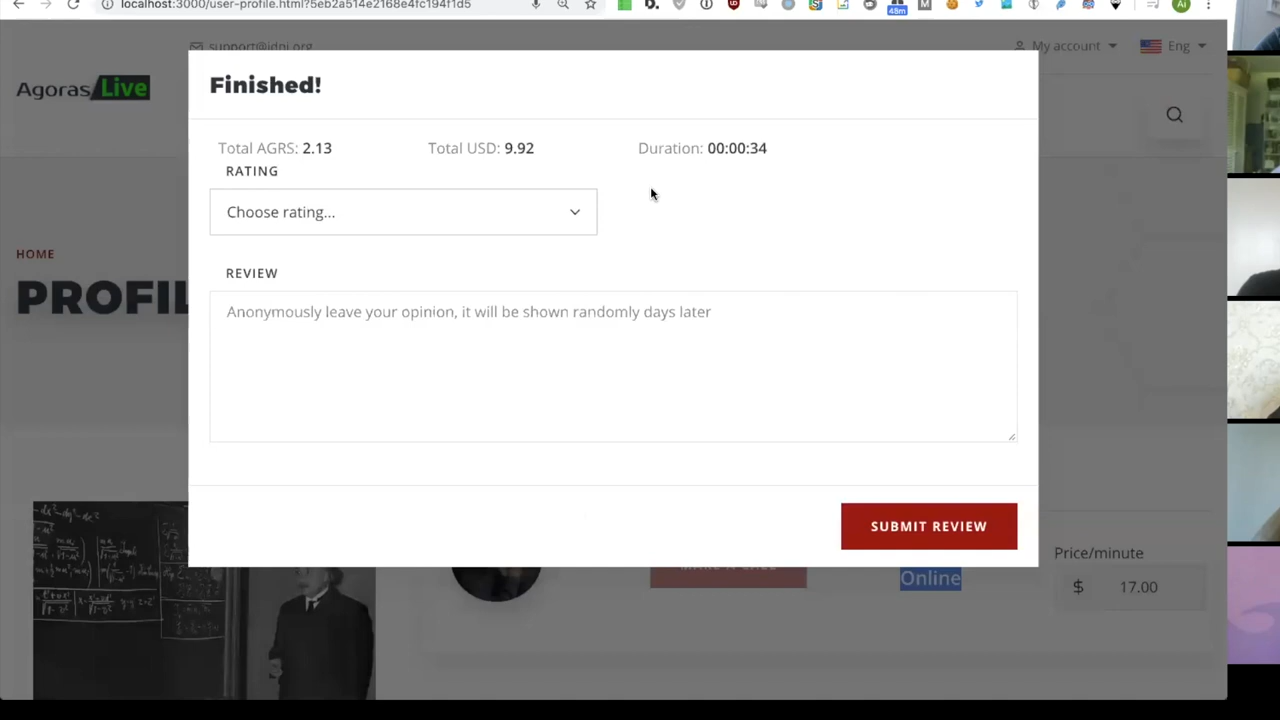 localhost:3000/user-profile.html?5eb2a514e2168e4fc194f1d5
48m
Ai
support@idni.org
My account
Eng
Agoras Live
Finished!
Total AGRS: 2.13
Total USD: 9.92
Duration: 00:00:34
RATING
Choose rating...
HOME
PROFIL
REVIEW
Anonymously leave your opinion, it will be shown randomly days later
SUBMIT REVIEW
Price/minute
Online
$ 17.00